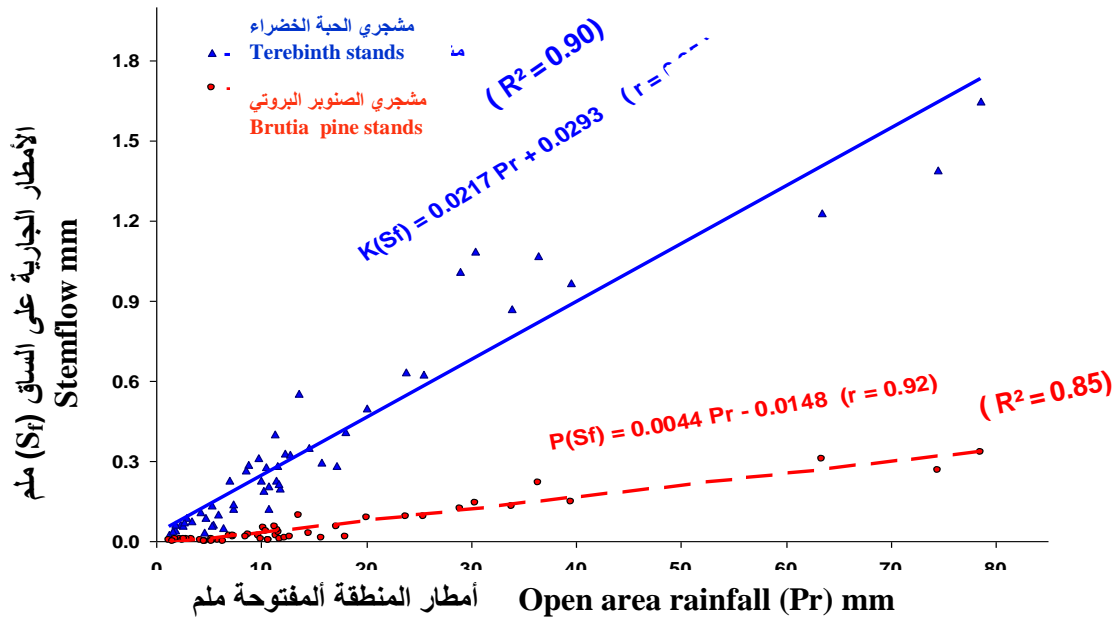 مشجري الحبة الخضراء
Terebinth stands
مشجري الصنوبر البروتي
Brutia pine stands
( R² = 0.90)
K(Sf) = 0.0217 Pr + 0.0293 ( r =
P(Sf) = 0.0044 Pr - 0.0148 (r = 0.92)
( R² = 0.85)
الأمطار الجارية على الساق (Sf) ملم
Stemflow mm
1.8
1.5
1.2
0.9
0.6
0.3
0.0
0 10 20 30 40 50 60 70 80
أمطار المنطقة ألمفتوحة ملم Open area rainfall (Pr) mm